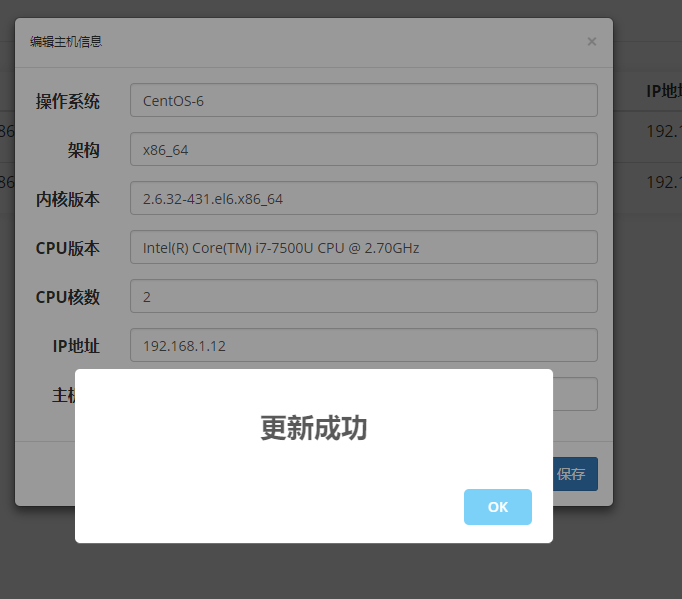 编辑主机信息 ×
IP地
操作系统 CentOS-6
86 架构 x86_64 192.1
86 内核版本 2.6.32-431.el6.x86_64 192.1
CPU版本 Intel(R) Core(TM) i7-7500U CPU @ 2.70GHz
CPU核数 2
IP地址 192.168.1.12
主机
更新成功
保存
OK